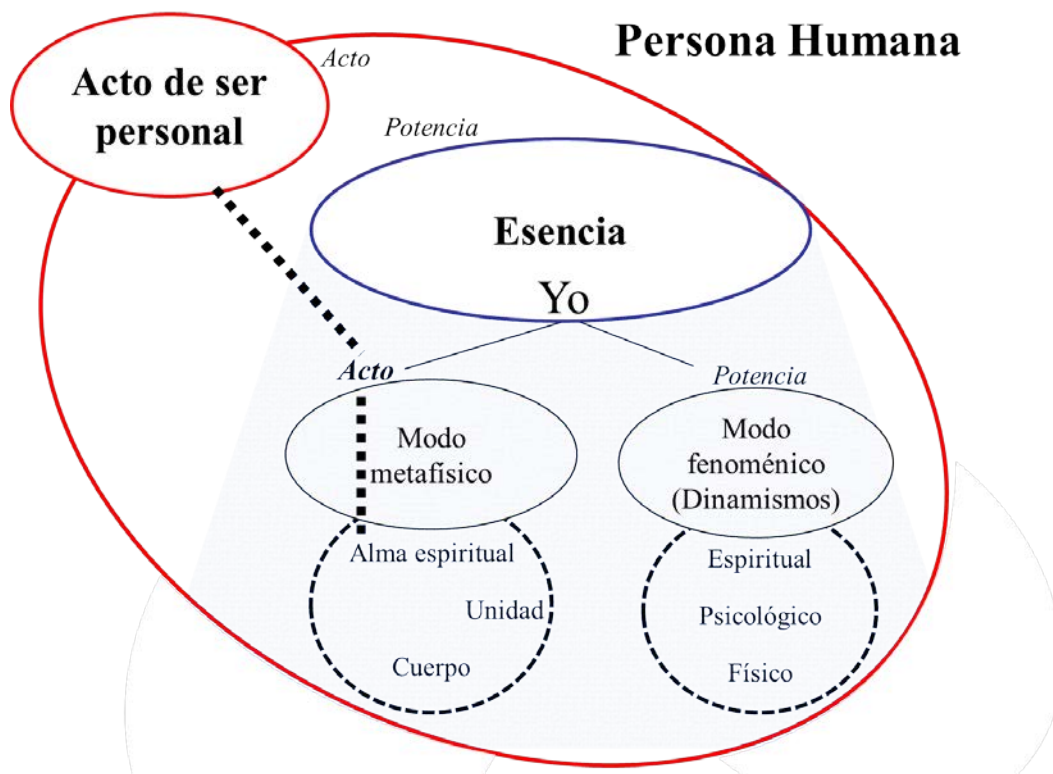 Persona Humana
Acto
Acto de ser
personal
Potencia
Esencia
Yo
Acto
Potencia
Modo
metafísico
Modo
fenoménico
(Dinamismos)
Alma espiritual
Unidad
Cuerpo
Espiritual
Psicológico
Físico